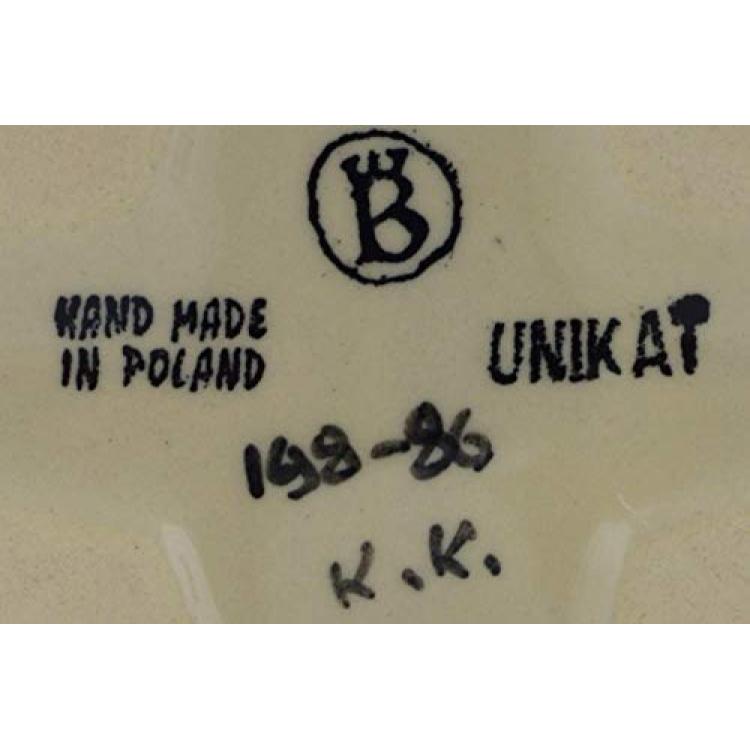 B
HAND MADE
IN POLAND
UNIKAT
198-86
K.K.